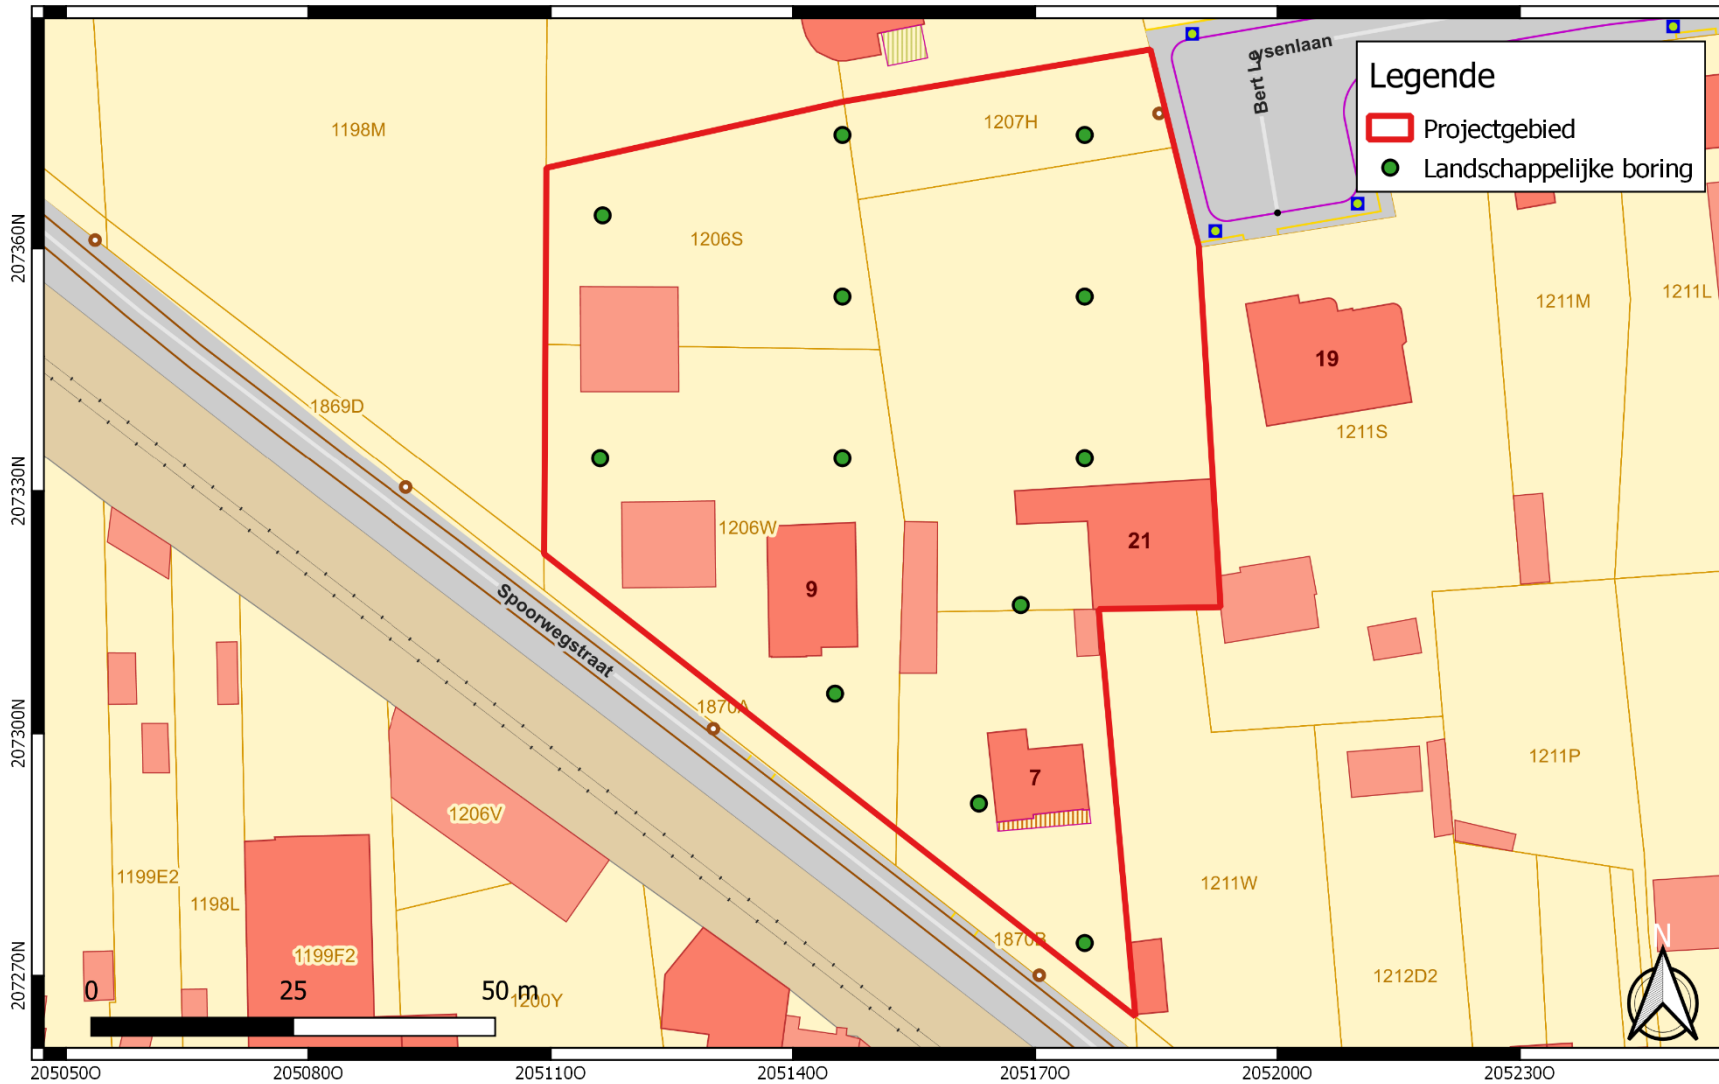 Bert Leysenlaan
Legende
Projectgebied
Landschappelijke boring
1198M
1207H
1206S
207360N
1211M
1211L
19
1869D
1211S
207330N
1206W
21
9
Spoorwegstraat
1870A
207300N
7
1211P
1206V
1199E2
1198L
1211W
1870B
1199F2
1212D2
N
207270N
0 25 50 m
1200Y
205050O 205080O 205110O 205140O 205170O 205200O 205230O